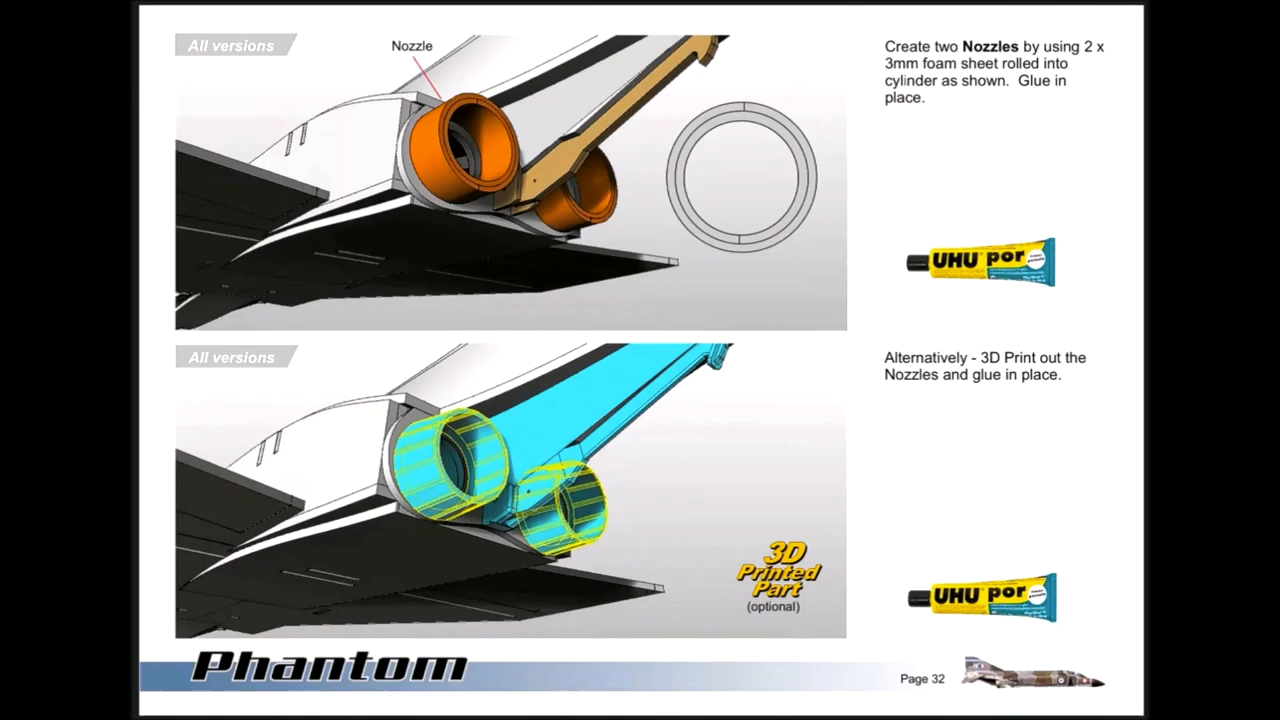 All versions
Nozzle
Create two Nozzles by using 2 x
3mm foam sheet rolled into
cylinder as shown. Glue in
place.
UHU por
All versions
Alternatively - 3D Print out the
Nozzles and glue in place.
3D
Printed
Part
(optional)
UHU por
Phantom
Page 32